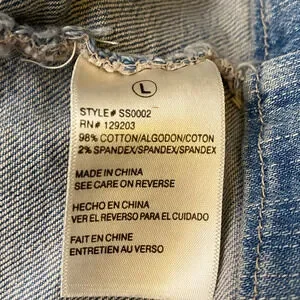 L
STYLE# SS0002
RN# 129203
98% COTTON/ALGODON/COTON
2% SPANDEX/SPANDEX/SPANDEX
MADE IN CHINA
SEE CARE ON REVERSE
HECHO EN CHINA
VER EL REVERSO PARA EL CUIDADO
FAIT EN CHINE
ENTRETIEN AU VERSO